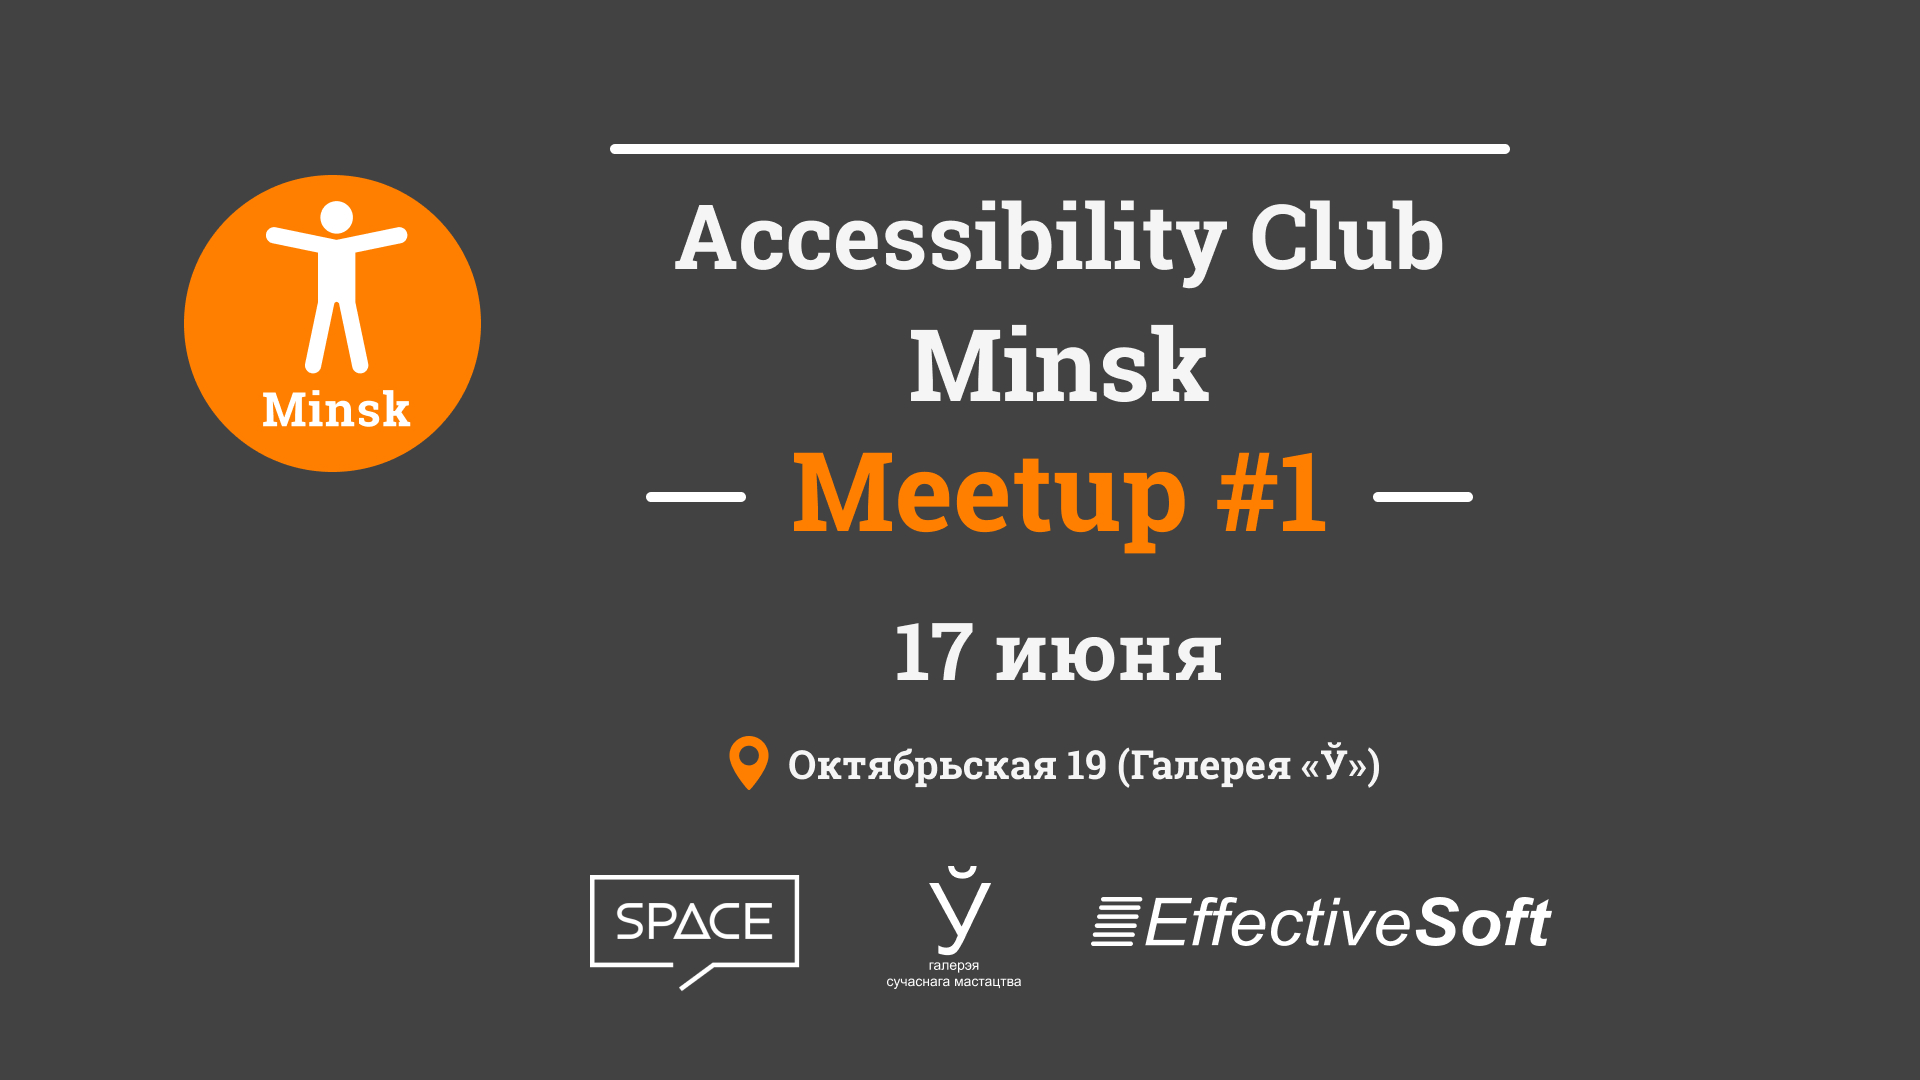 Minsk
Accessibility Club
Minsk
Meetup #1
17 июня
Октябрьская 19 (Галерея «Ў»)
SPACE
Ў
галерэя
сучаснага мастацтва
EffectiveSoft